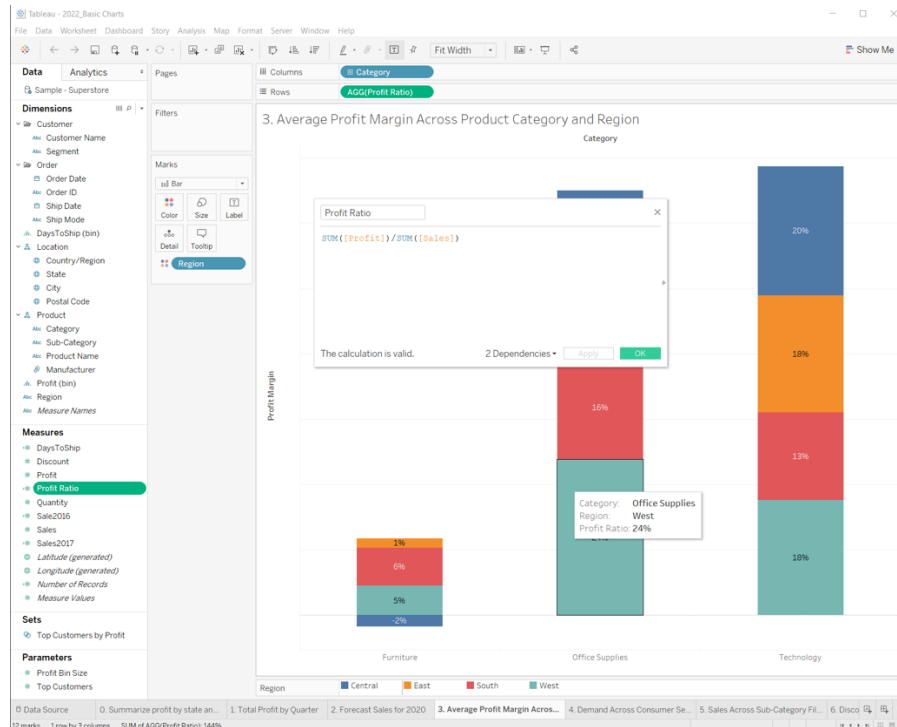 Tableau - 2022_Basic Charts
File Data Worksheet Dashboard Story Analysis Map Format Server Window Help
Fit Width
Show Me
Data Analytics
Sample - Superstore
Dimensions
Customer
Abc Customer Name
Abc Segment
Order
Order Date
Abc Order ID
Ship Date
Abc Ship Mode
DaysToShip (bin)
Location
Country/Region
State
City
Postal Code
Product
Abc Category
Abc Sub-Category
Abc Product Name
Manufacturer
Profit (bin)
Abc Region
Abc Measure Names
Measures
DaysToShip
Discount
Profit
Profit Ratio
Quantity
Sale2016
Sales
Sales2017
Latitude (generated)
Longitude (generated)
Number of Records
Measure Values
Sets
Top Customers by Profit
Parameters
Profit Bin Size
Top Customers
Pages
Filters
Marks
Bar
Color Size Label
Detail Tooltip
Region
Columns Category
Rows AGG(Profit Ratio)
3. Average Profit Margin Across Product Category and Region
Category
Profit Ratio
SUM([Profit])/SUM([Sales])
The calculation is valid. 2 Dependencies Apply OK
Profit Margin
20%
18%
16%
13%
Category: Office Supplies
Region: West
Profit Ratio: 24%
18%
1%
6%
5%
-2%
Furniture Office Supplies Technology
Region Central East South West
Data Source 0. Summarize profit by state an... 1. Total Profit by Quarter 2. Forecast Sales for 2020 3. Average Profit Margin Acros... 4. Demand Across Consumer Se... 5. Sales Across Sub-Category Fil... 6. Disco
12 marks 1 row by 3 columns SUM of AGG(Profit Ratio): 144%